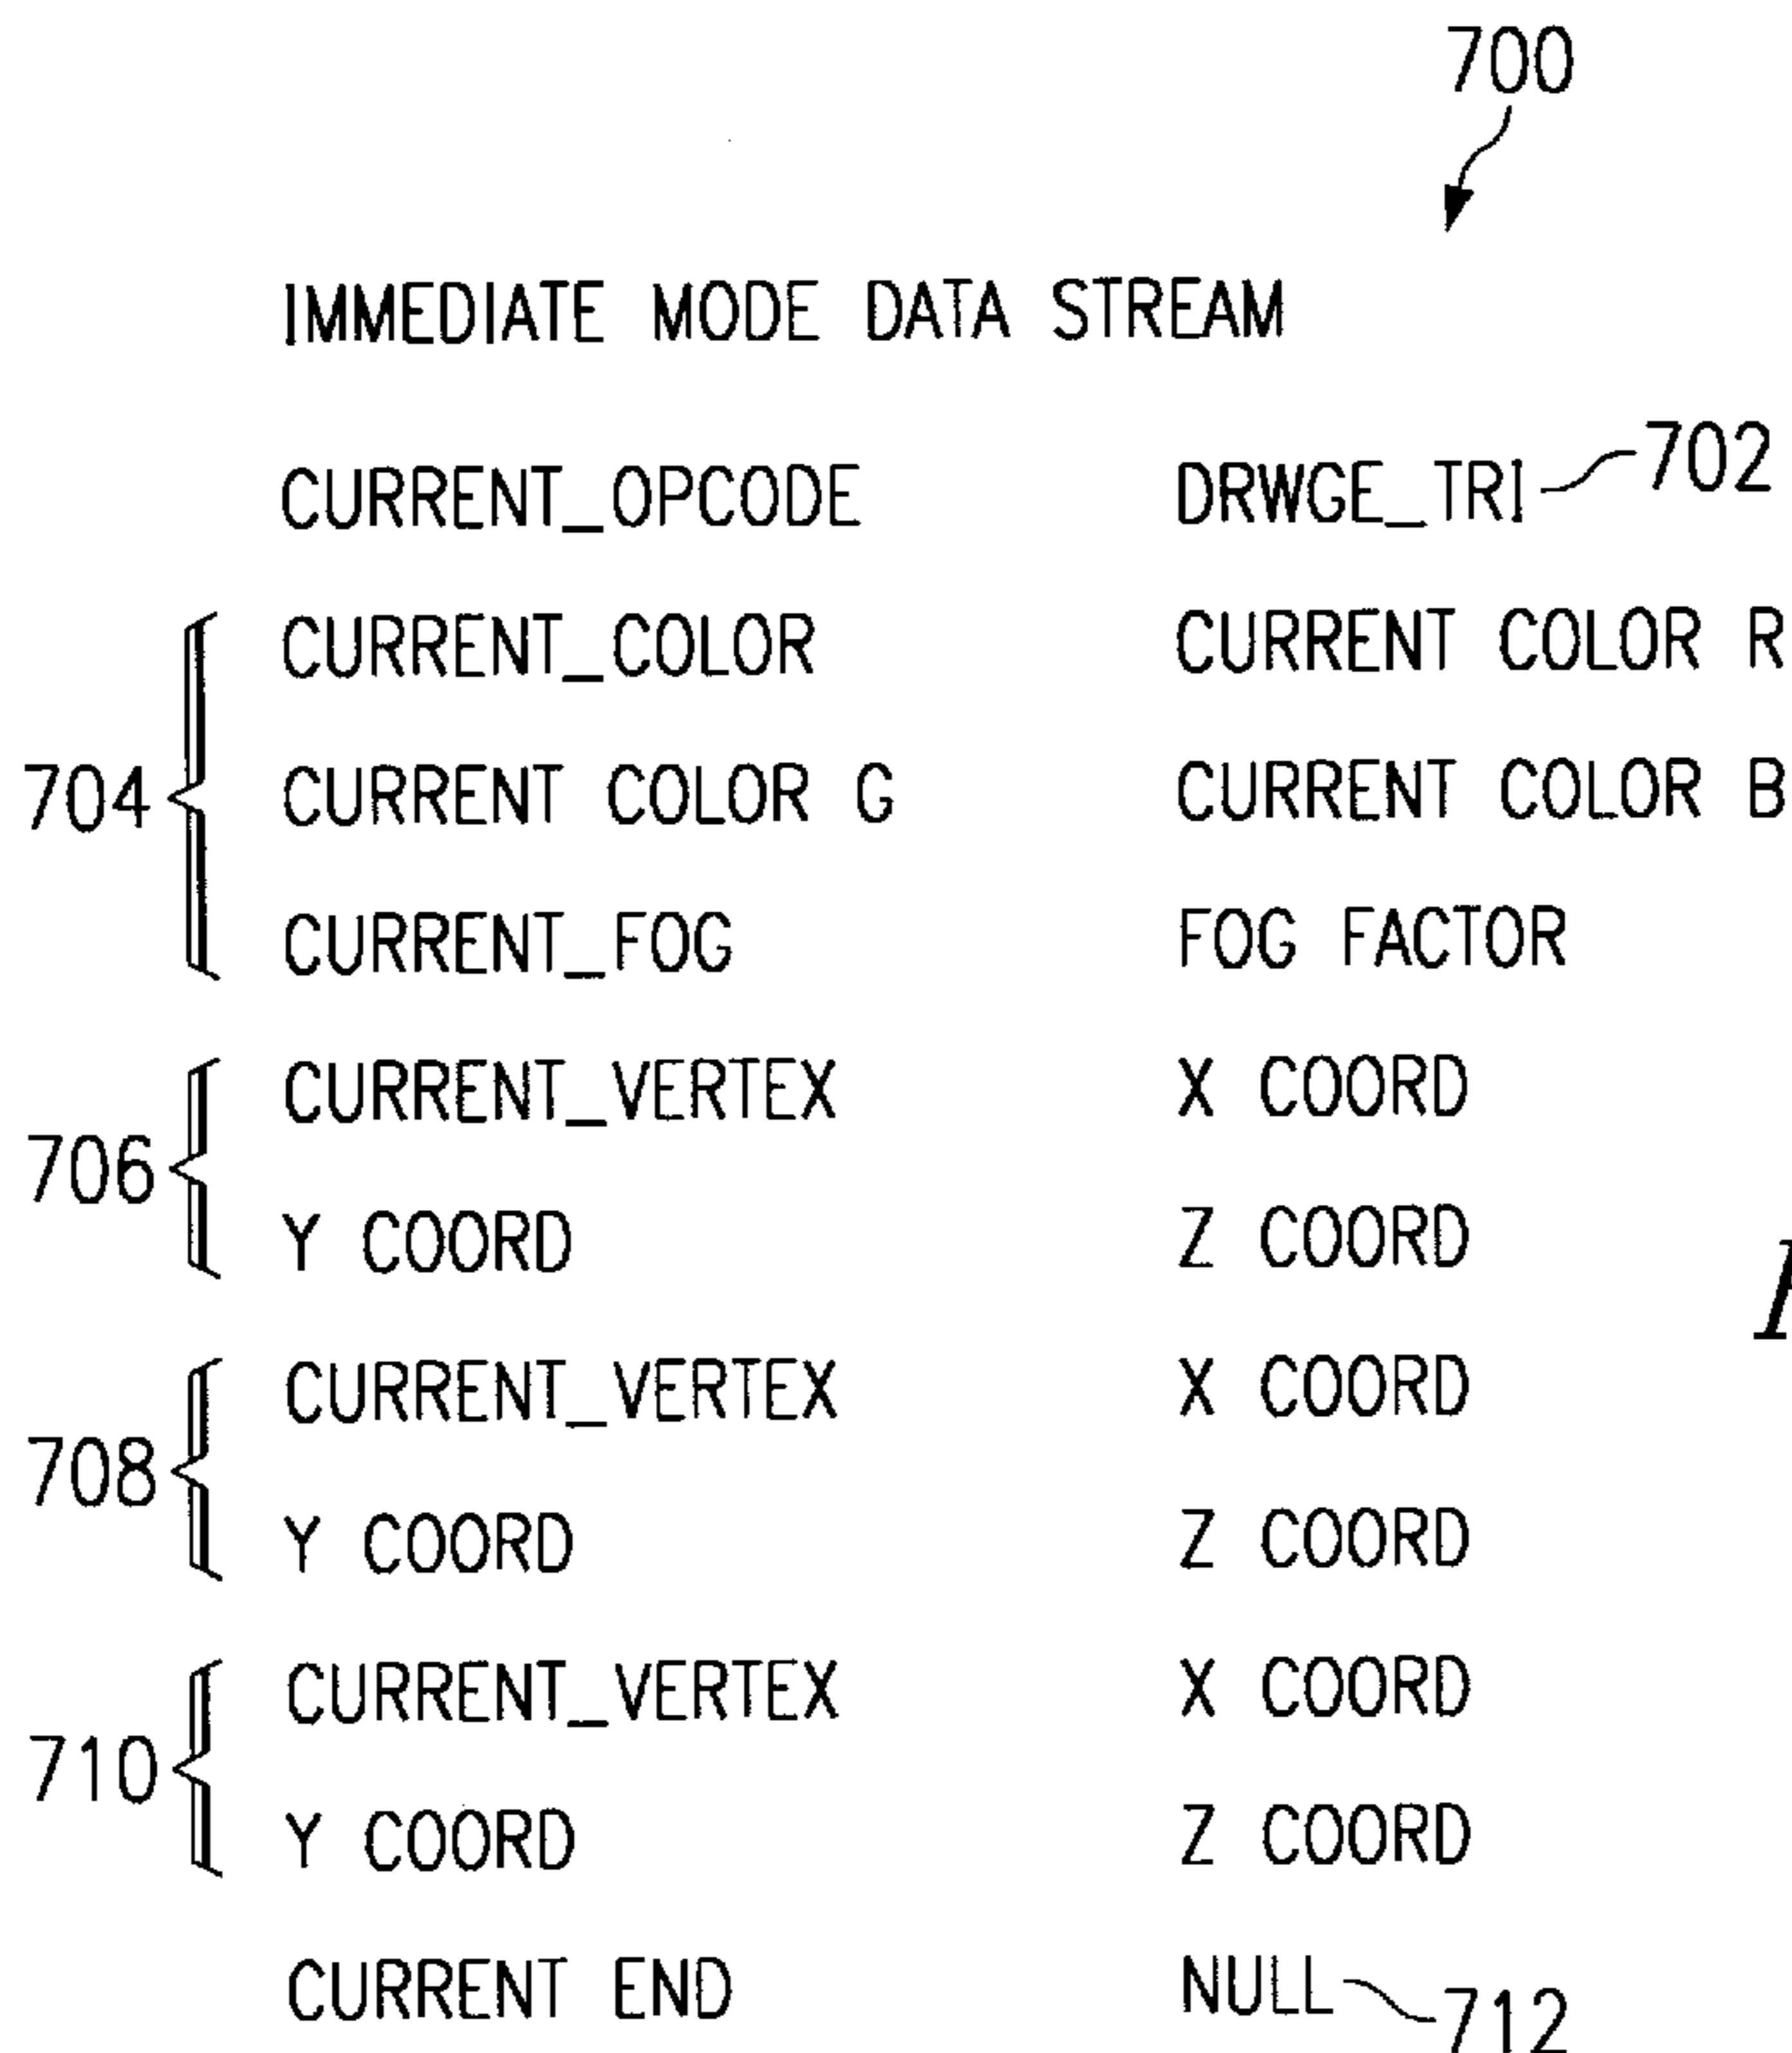 700
IMMEDIATE MODE DATA STREAM
CURRENT_OPCODE DRWGE_TRI 702
CURRENT_COLOR CURRENT COLOR R
704 CURRENT COLOR G CURRENT COLOR B
CURRENT_FOG FOG FACTOR
CURRENT_VERTEX X COORD
706
Y COORD Z COORD
CURRENT_VERTEX X COORD
708
Y COORD Z COORD
CURRENT_VERTEX X COORD
710
Y COORD Z COORD
CURRENT END NULL 712